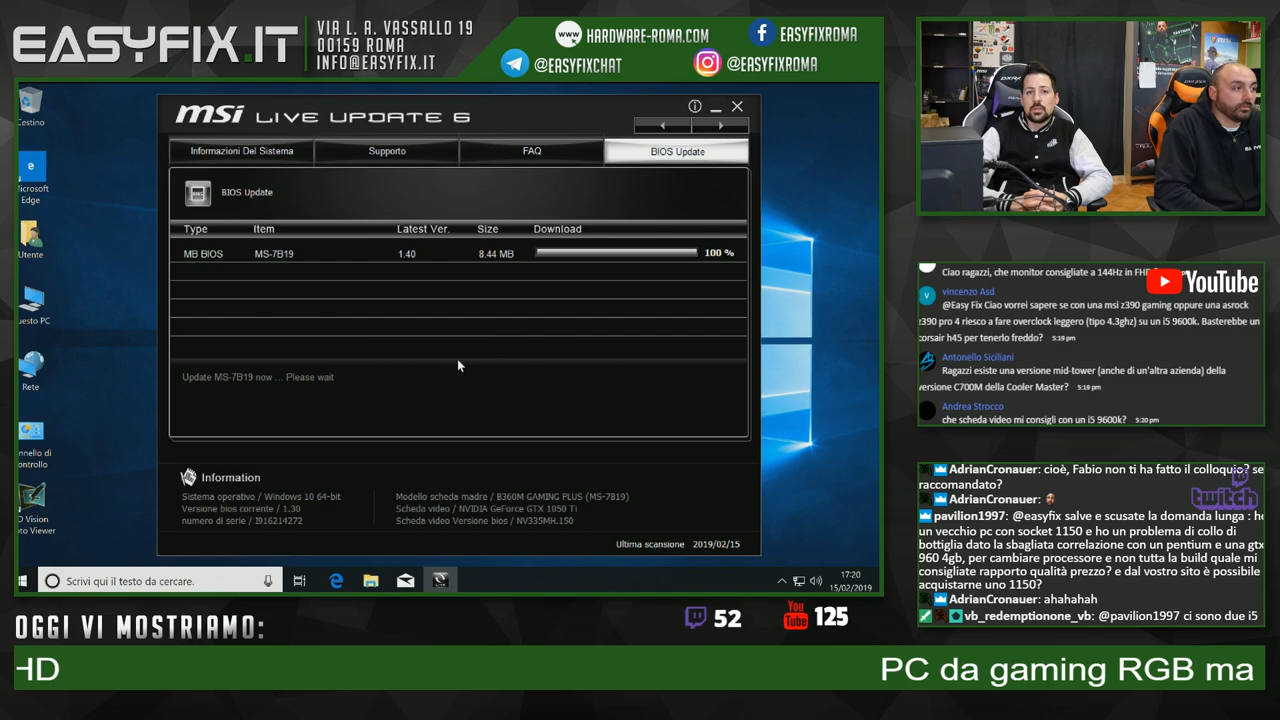 EASYFIX.IT
VIA L. A. VASSALLO 19
00159 ROMA
INFO@EASYFIX.IT
www HARDWARE-ROMA.COM
EASYFIXROMA
@EASYFIXCHAT
@EASYFIXROMA
Cestino
Microsoft
Edge
Utente
uesto PC
Rete
nnello di
ontrollo
D Vision
oto Viewer
msi LIVE UPDATE 6
Informazioni Del Sistema
Supporto
FAQ
BIOS Update
BIOS Update
Type Item Latest Ver. Size Download
MB BIOS MS-7B19 1.40 8.44 MB 100 %
Update MS-7B19 now ... Please wait
Information
Sistema operativo / Windows 10 64-bit
Versione bios corrente / 1.30
numero di serie / I916214272
Modello scheda madre / B360M GAMING PLUS (MS-7B19)
Scheda video / NVIDIA GeForce GTX 1050 Ti
Scheda video Versione bios / NV335MH.150
Ultima scansione 2019/02/15
Scrivi qui il testo da cercare.
17:20
15/02/2019
Ciao ragazzi, che monitor consigliate a 144Hz in FH
YouTube
vincenzo Asd
@Easy Fix Ciao vorrei sapere se con una msi z390 gaming oppure una asrock
z390 pro 4 riesco a fare overclock leggero (tipo 4.3ghz) su un i5 9600k. Basterebbe un
corsair h45 per tenerlo freddo? 5:19 pm
Antonello Siciliani
Ragazzi esiste una versione mid-tower (anche di un'altra azienda) della
versione C700M della Cooler Master? 5:19 pm
Andrea Strocco
che scheda video mi consigli con un i5 9600k? 5:20 pm
AdrianCronauer: cioè, Fabio non ti ha fatto il colloquio? se
raccomandato?
twitch
AdrianCronauer:
pavilion1997: @easyfix salve e scusate la domanda lunga : ho
un vecchio pc con socket 1150 e ho un problema di collo di
bottiglia dato la sbagliata correlazione con un pentium e una gtx
960 4gb, per cambiare processore e non tutta la build quale mi
consigliate rapporto qualità prezzo? e dal vostro sito è possibile
acquistarne uno 1150?
AdrianCronauer: ahahahah
vb_redemptionone_vb: @pavilion1997 ci sono due i5
OGGI VI MOSTRIAMO:
52
You Tube 125
HD
PC da gaming RGB ma